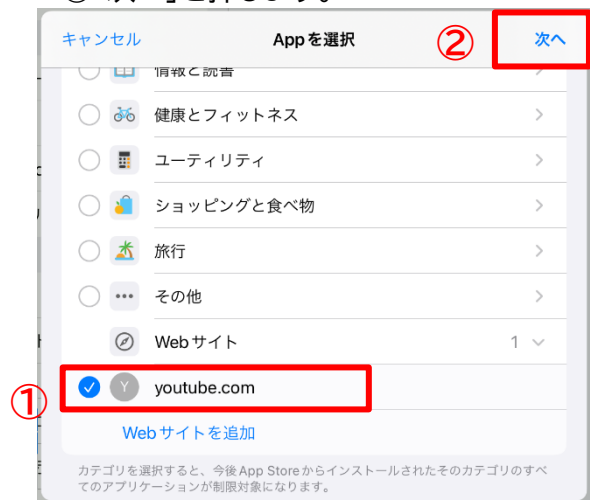 キャンセル
Appを選択
②
次へ
情報と読書
健康とフィットネス
ユーティリティ
ショッピングと食べ物
旅行
その他
Webサイト 1
① Y youtube.com
Webサイトを追加
カテゴリを選択すると、今後App Storeからインストールされたそのカテゴリのすべ
てのアプリケーションが制限対象になります。